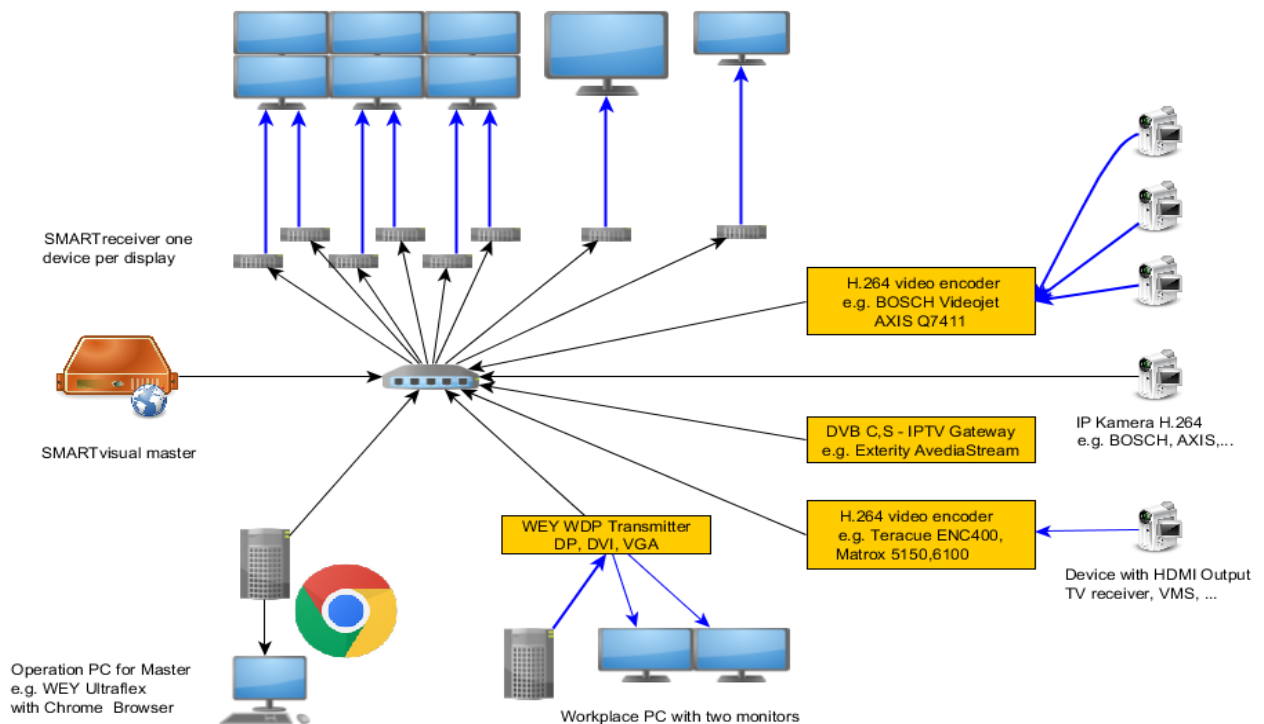 SMARTreceiver one
device per display
H.264 video encoder
e.g. BOSCH Videojet
AXIS Q7411
SMARTvisual master
IP Kamera H.264
e.g. BOSCH, AXIS,...
DVB C,S - IPTV Gateway
e.g. Exterity AvediaStream
WEY WDP Transmitter
DP, DVI, VGA
H.264 video encoder
e.g. Teracue ENC400,
Matrox 5150,6100
Device with HDMI Output
TV receiver, VMS, ...
Operation PC for Master
e.g. WEY Ultraflex
with Chrome Browser
Workplace PC with two monitors